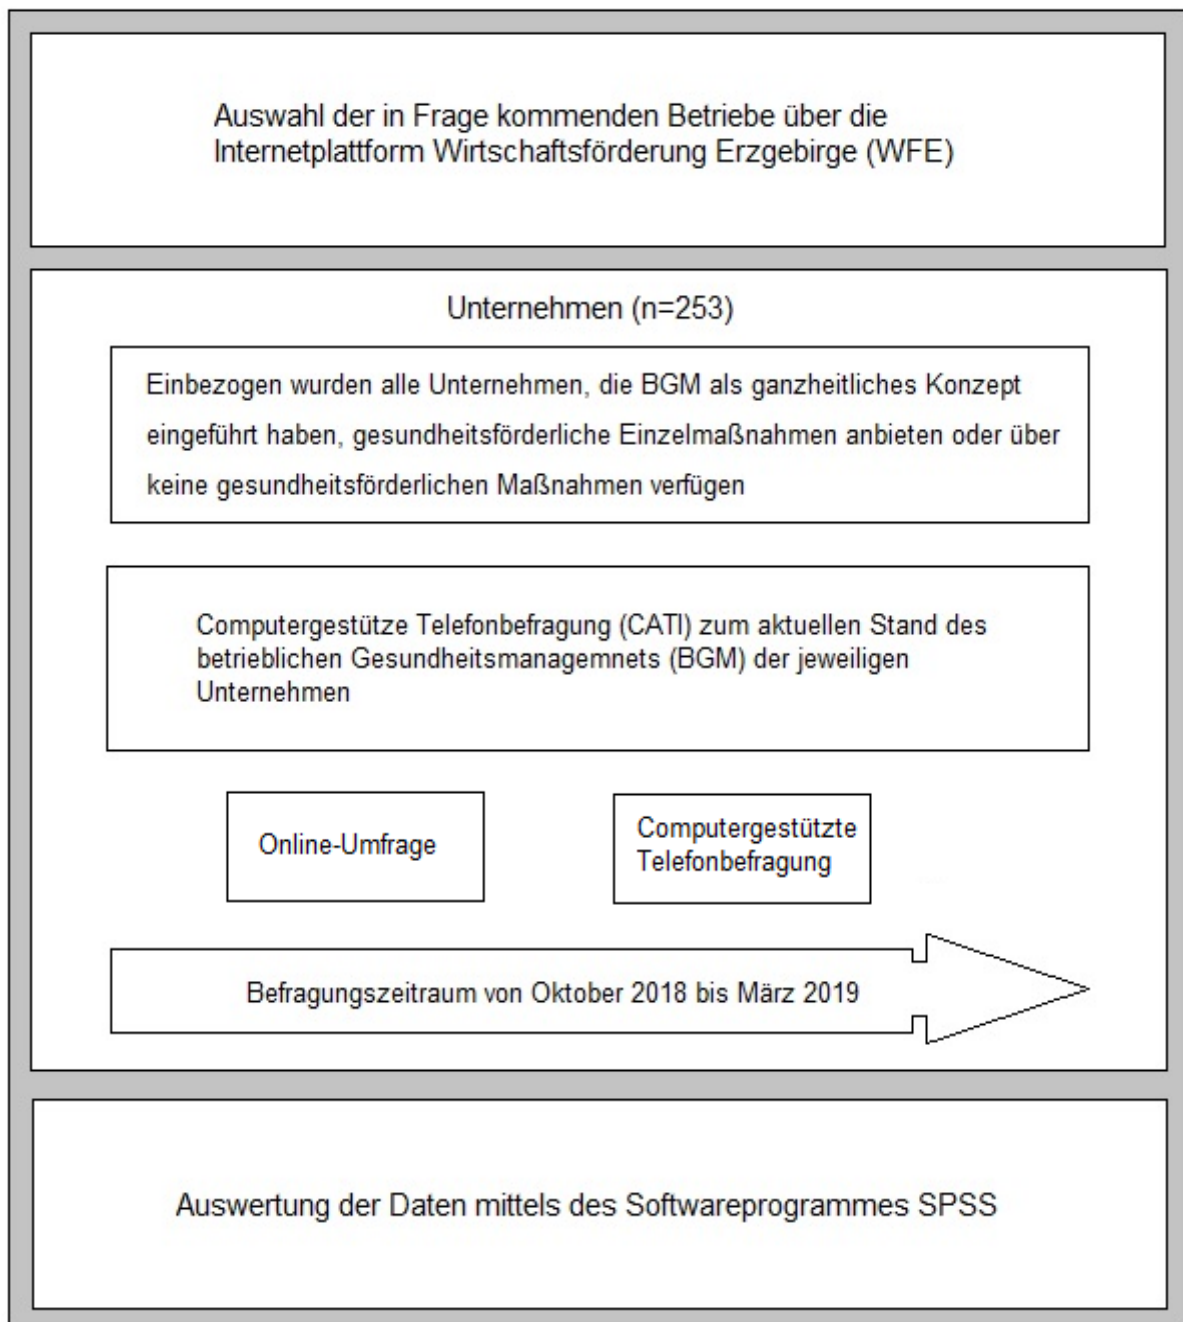 Auswahl der in Frage kommenden Betriebe über die
Internetplattform Wirtschaftsförderung Erzgebirge (WFE)
Unternehmen (n=253)
Einbezogen wurden alle Unternehmen, die BGM als ganzheitliches Konzept
eingeführt haben, gesundheitsförderliche Einzelmaßnahmen anbieten oder über
keine gesundheitsförderlichen Maßnahmen verfügen
Computergestütze Telefonbefragung (CATI) zum aktuellen Stand des
betrieblichen Gesundheitsmanagemnets (BGM) der jeweiligen
Unternehmen
Online-Umfrage
Computergestützte
Telefonbefragung
Befragungszeitraum von Oktober 2018 bis März 2019
Auswertung der Daten mittels des Softwareprogrammes SPSS